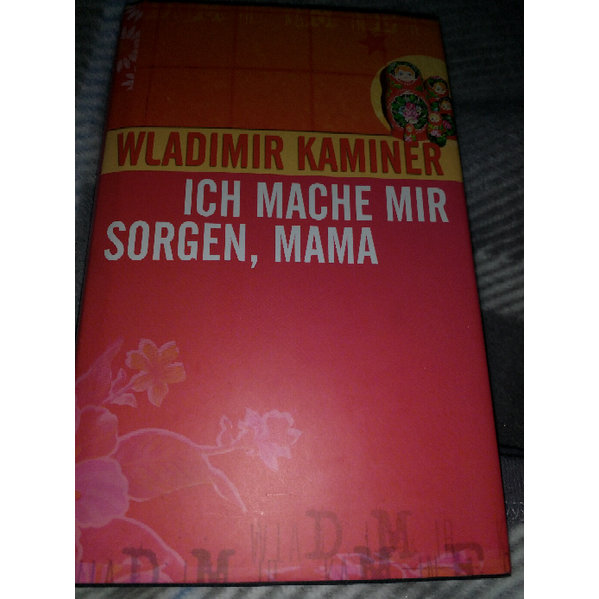 WLADIMIR KAMINER
ICH MACHE MIR
SORGEN, MAMA